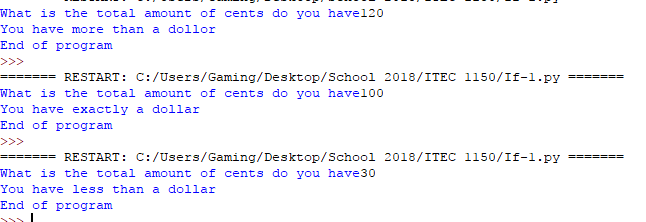 What is the total amount of cents do you have120
You have more than a dollor
End of program
>>>
======= RESTART: C:/Users/Gaming/Desktop/School 2018/ITEC 1150/If-1.py =======
What is the total amount of cents do you have100
You have exactly a dollar
End of program
>>>
======= RESTART: C:/Users/Gaming/Desktop/School 2018/ITEC 1150/If-1.py =======
What is the total amount of cents do you have30
You have less than a dollar
End of program
>>>